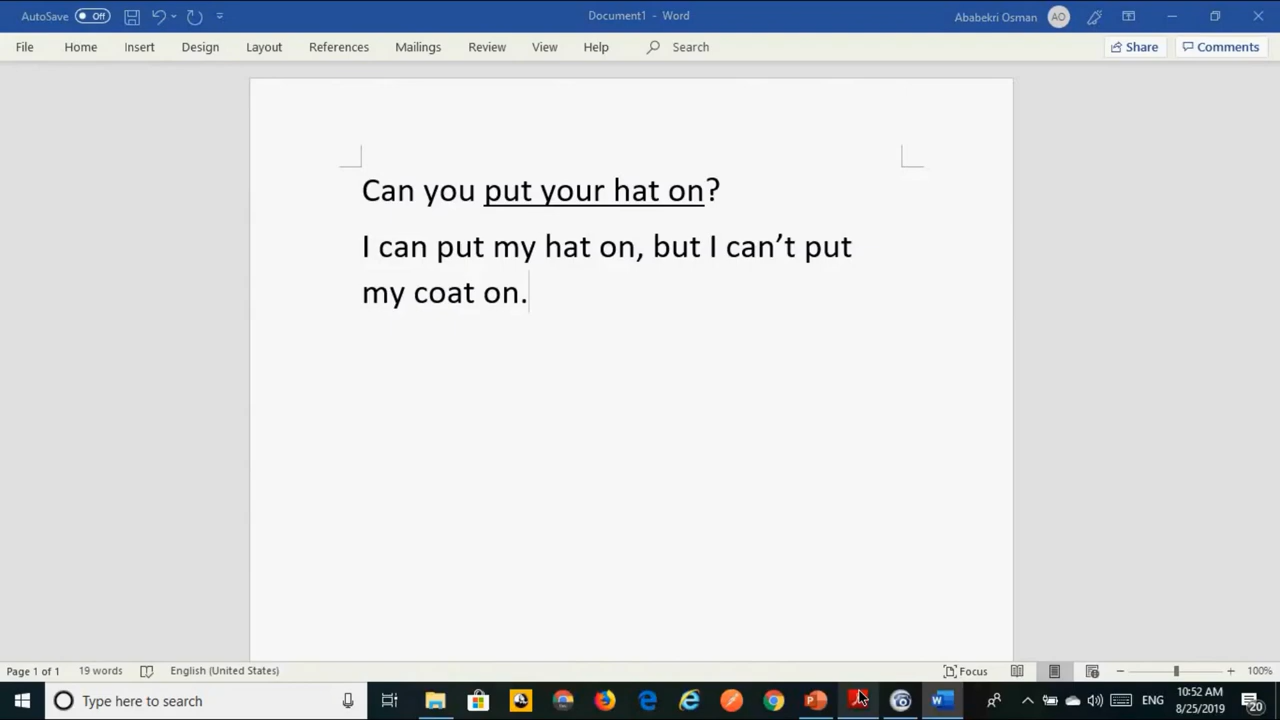 AutoSave Off
Document1 - Word
Ababekri Osman AO
File Home Insert Design Layout References Mailings Review View Help Search Share Comments
Can you put your hat on?
I can put my hat on, but I can’t put
my coat on.
Page 1 of 1 19 words English (United States) Focus 100%
Type here to search
ENG
10:52 AM
8/25/2019
20